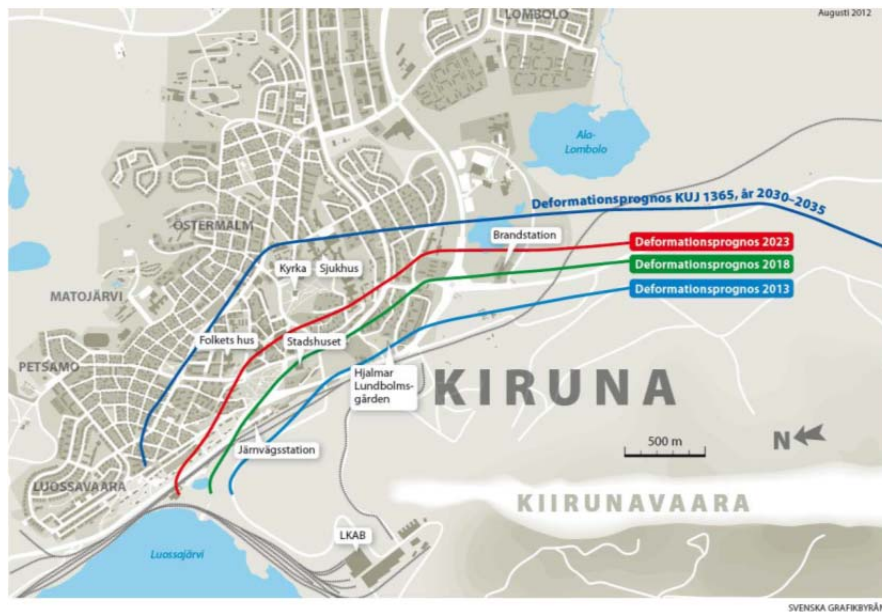 LOMBOLO
Augusti 2012
Ala-
Lombolo
Deformationsprognos KUJ 1365, år 2030–2035
ÖSTERMALM
Brandstation
Deformationsprognos 2023
Kyrka
Sjukhus
Deformationsprognos 2018
MATOJÄRVI
Deformationsprognos 2013
Folkets hus
Stadshuset
PETSAMO
Hjalmar
Lundbolms-
gården
KIRUNA
500 m
N
Järnvägsstation
LUOSSAVAARA
KIIRUNAVAARA
LKAB
Luossajärvi
SVENSKA GRAFIKBYRÅN